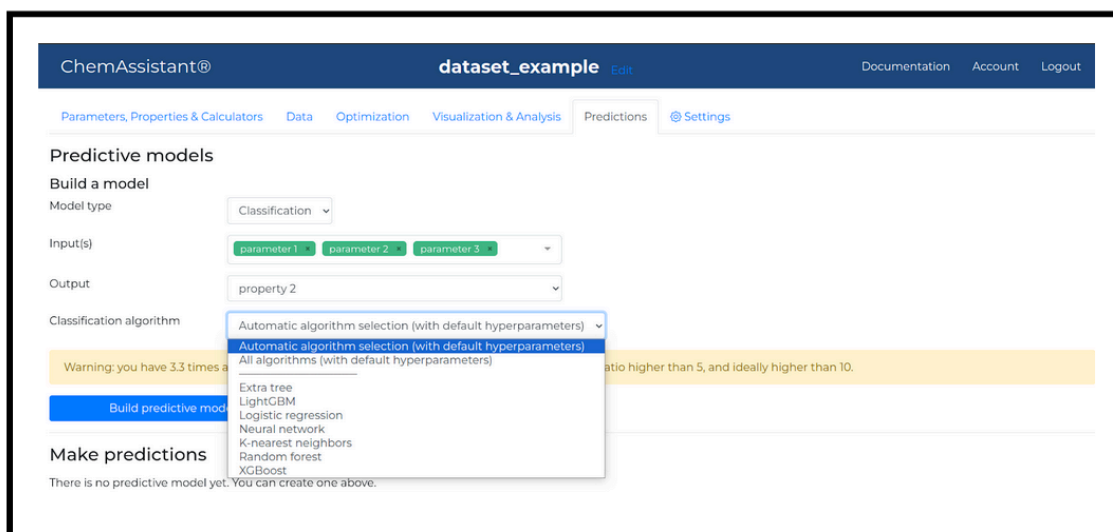 ChemAssistant®
dataset_example Edit
Documentation Account Logout
Parameters, Properties & Calculators Data Optimization Visualization & Analysis Predictions Settings
Predictive models
Build a model
Model type
Classification
Input(s)
parameter 1 × parameter 2 × parameter 3 ×
Output
property 2
Classification algorithm
Automatic algorithm selection (with default hyperparameters)
Automatic algorithm selection (with default hyperparameters)
All algorithms (with default hyperparameters)
Warning: you have 3.3 times a
atio higher than 5, and ideally higher than 10.
Extra tree
LightGBM
Build predictive mod
Logistic regression
Neural network
K-nearest neighbors
Random forest
XGBoost
Make predictions
There is no predictive model yet. You can create one above.